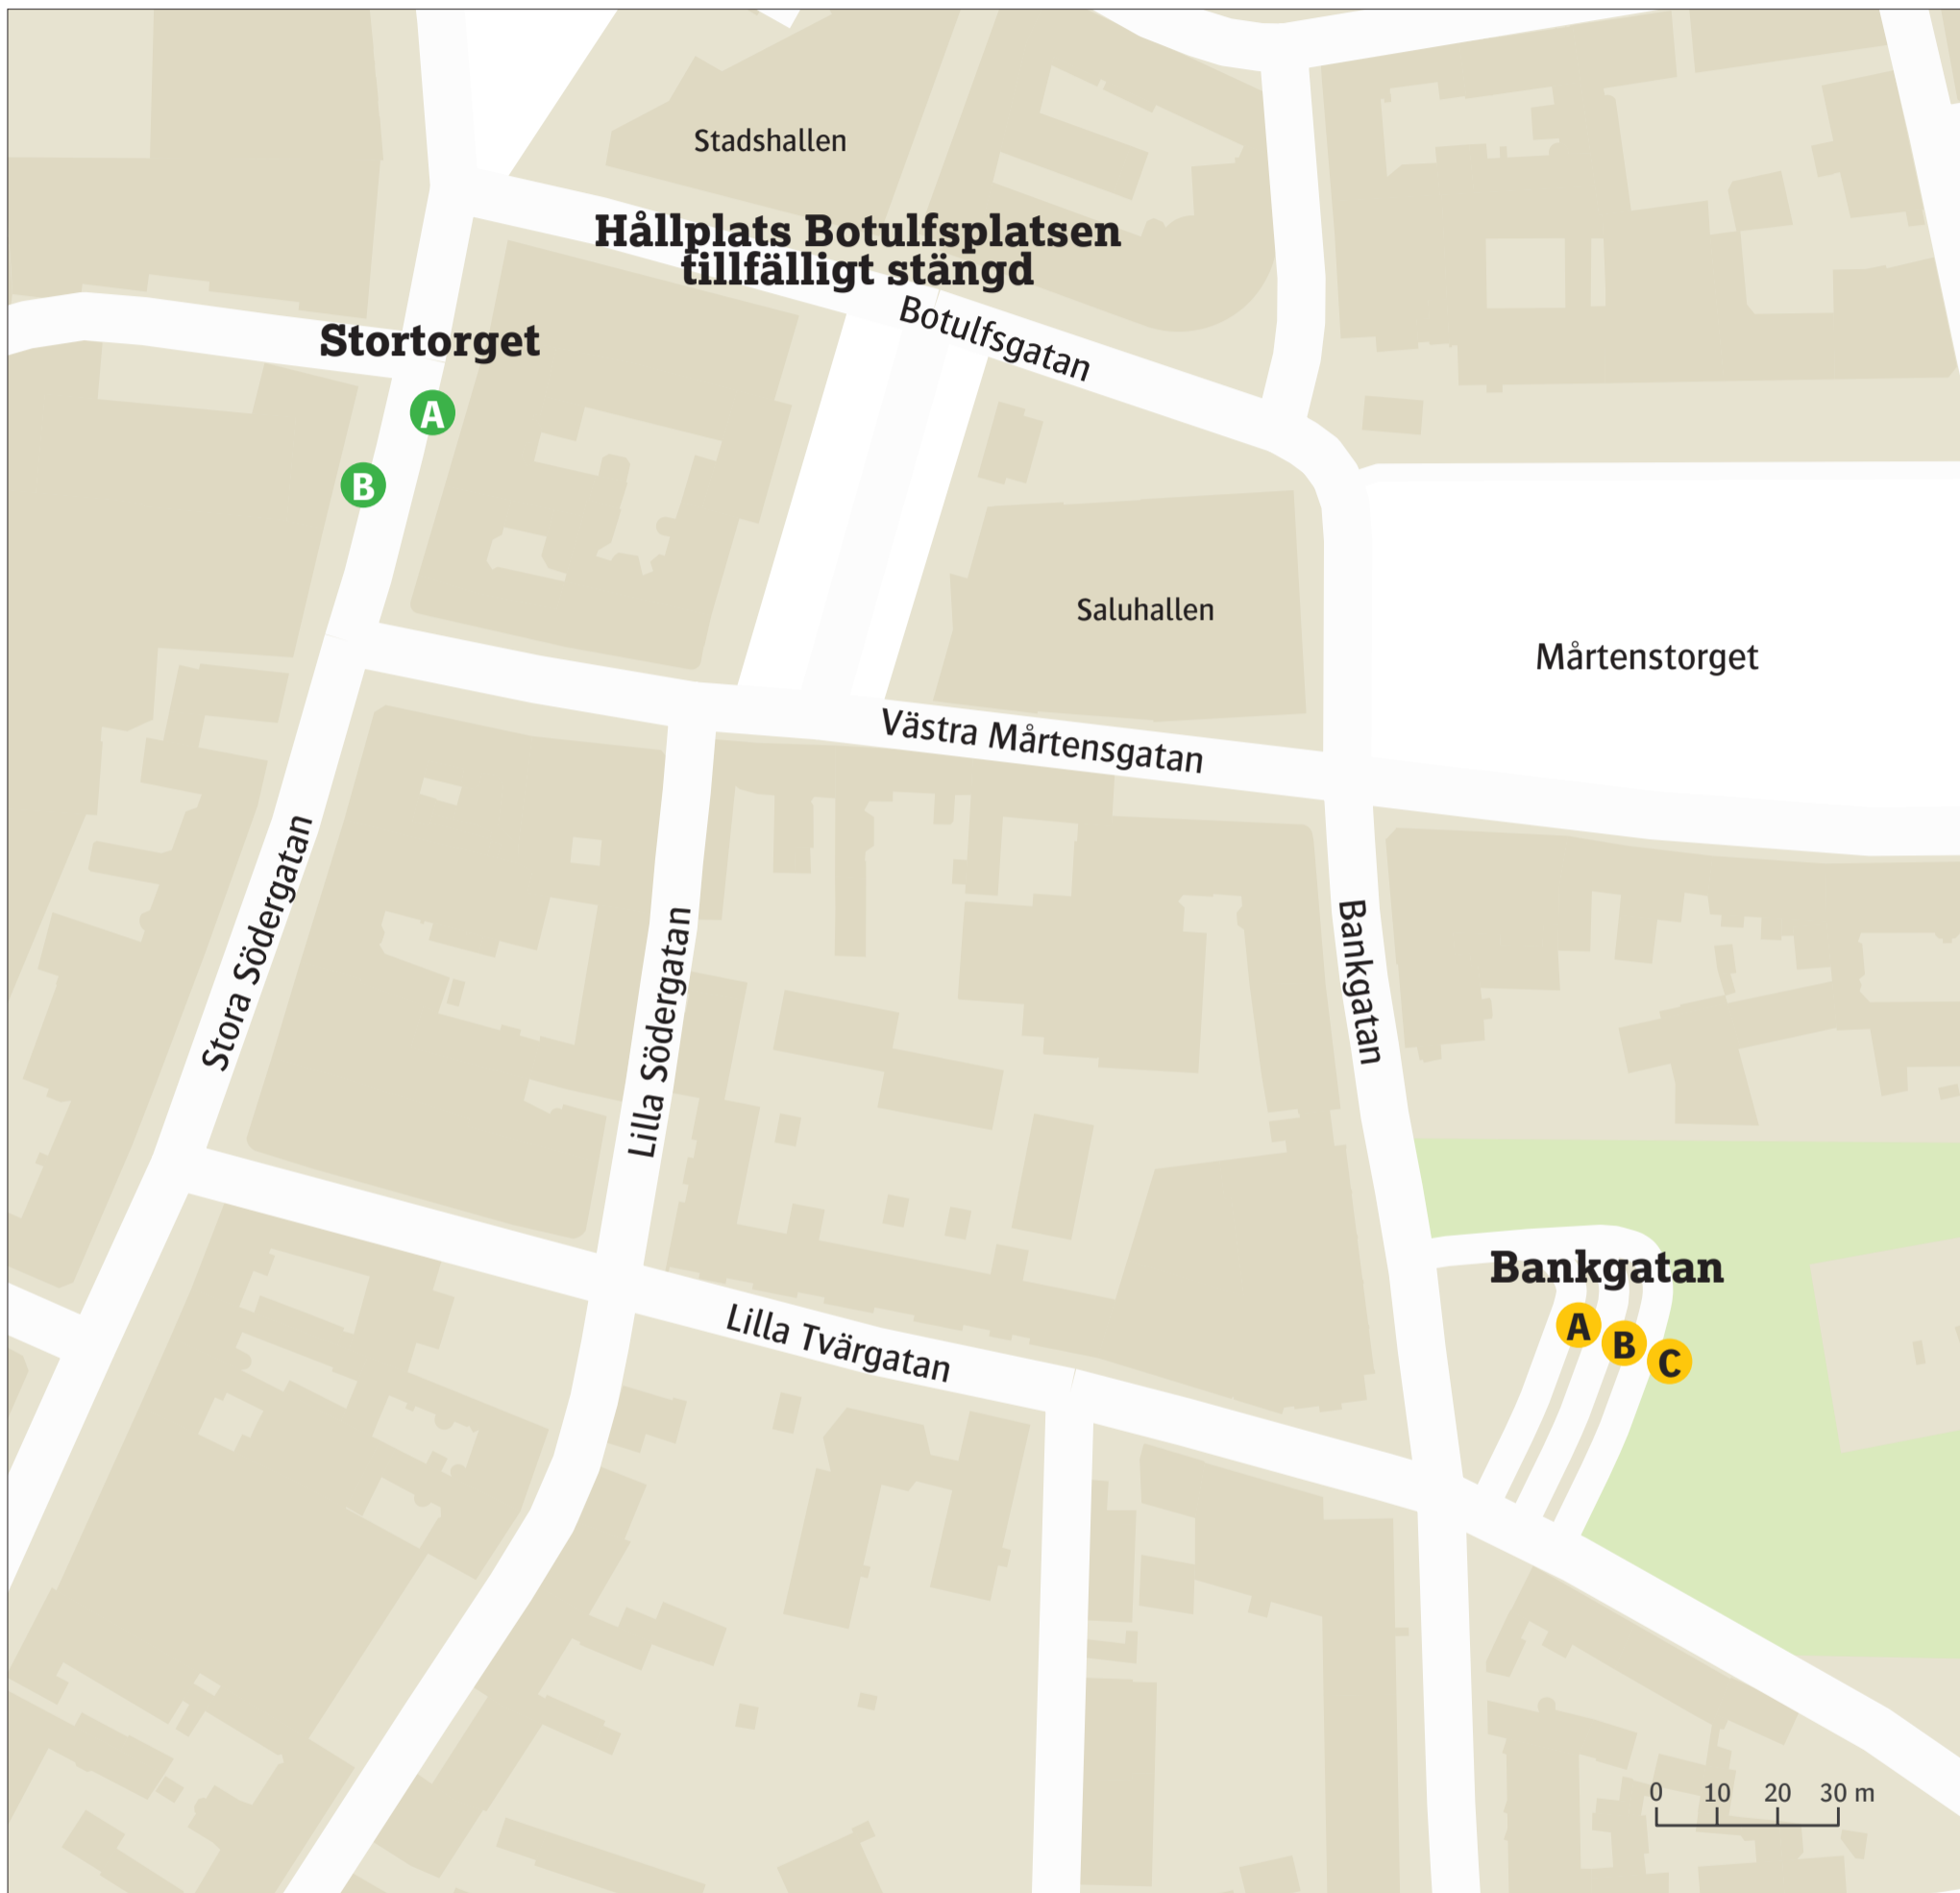 Stadshallen
Hållplats Botulfsplatsen
tillfälligt stängd
Botulfsgatan
Stortorget
A
B
Saluhallen
Mårtenstorget
Västra Mårtensgatan
Stora Södergatan
Lilla Södergatan
Bankgatan
Bankgatan
A
B
C
Lilla Tvärgatan
0 10 20 30 m